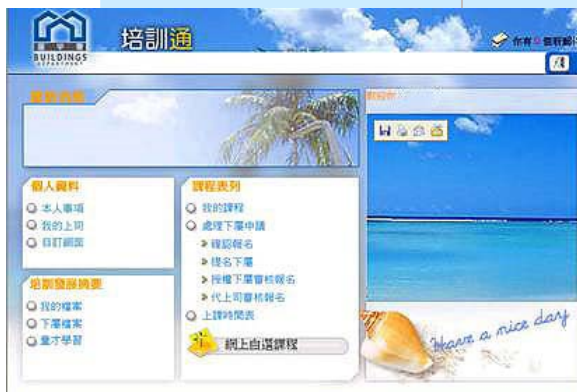 BUILDINGS
DEPARTMENT
培訓通
個人資料
本人事項
我的上司
自訂網頁
培訓發展摘要
我的檔案
下屬檔案
量才學習
課程表列
我的課程
處理下屬申請
確認報名
提名下屬
授權下屬審核報名
代上司審核報名
上課時間表
網上自選課程
Have a nice day